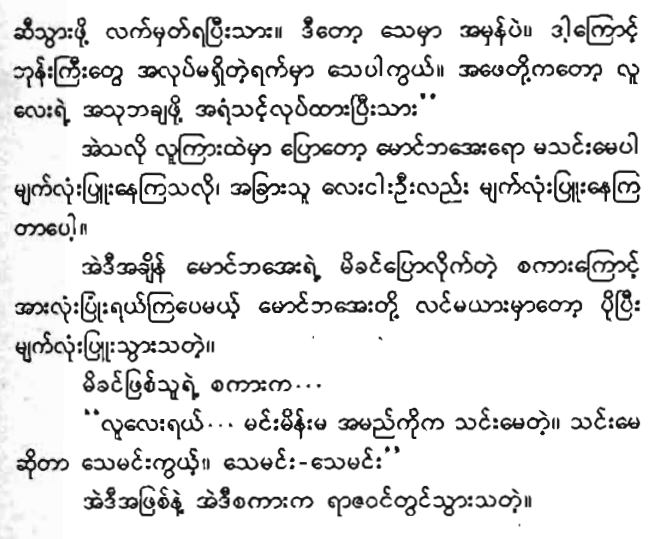 ဆီသွားဖို့ လက်မှတ်ရပြီးသား။ ဒီတော့ သေမှာ အမှန်ပဲ။ ဒါ့ကြောင့်
ဘုန်းကြီးတွေ အလုပ်မရှိတဲ့ရက်မှာ သေပါကွယ်။ အဖေတို့ကတော့ လူ
လေးရဲ့ အသုဘချဖို့ အရံသင့်လုပ်ထားပြီးသား’’
အဲသလို လူကြားထဲမှာ ပြောတော့ မောင်ဘအေးရော မသင်းမေပါ
မျက်လုံးပြူးနေကြသလို၊ အခြားသူ လေးငါးဦးလည်း မျက်လုံးပြူးနေကြ
တာပေါ့။
အဲဒီအချိန် မောင်ဘအေးရဲ့ မိခင်ပြောလိုက်တဲ့ စကားကြောင့်
အားလုံးပြုံးရယ်ကြပေမယ့် မောင်ဘအေးတို့ လင်မယားမှာတော့ ပိုပြီး
မျက်လုံးပြူးသွားသတဲ့။
မိခင်ဖြစ်သူရဲ့ စကားက...
‘‘လူလေးရယ်... မင်းမိန်းမ အမည်ကိုက သင်းမေတဲ့။ သင်းမေ
ဆိုတာ သေမင်းကွယ့်။ သေမင်း-သေမင်း’’
အဲဒီအဖြစ်နဲ့ အဲဒီစကားက ရာဇဝင်တွင်သွားသတဲ့။